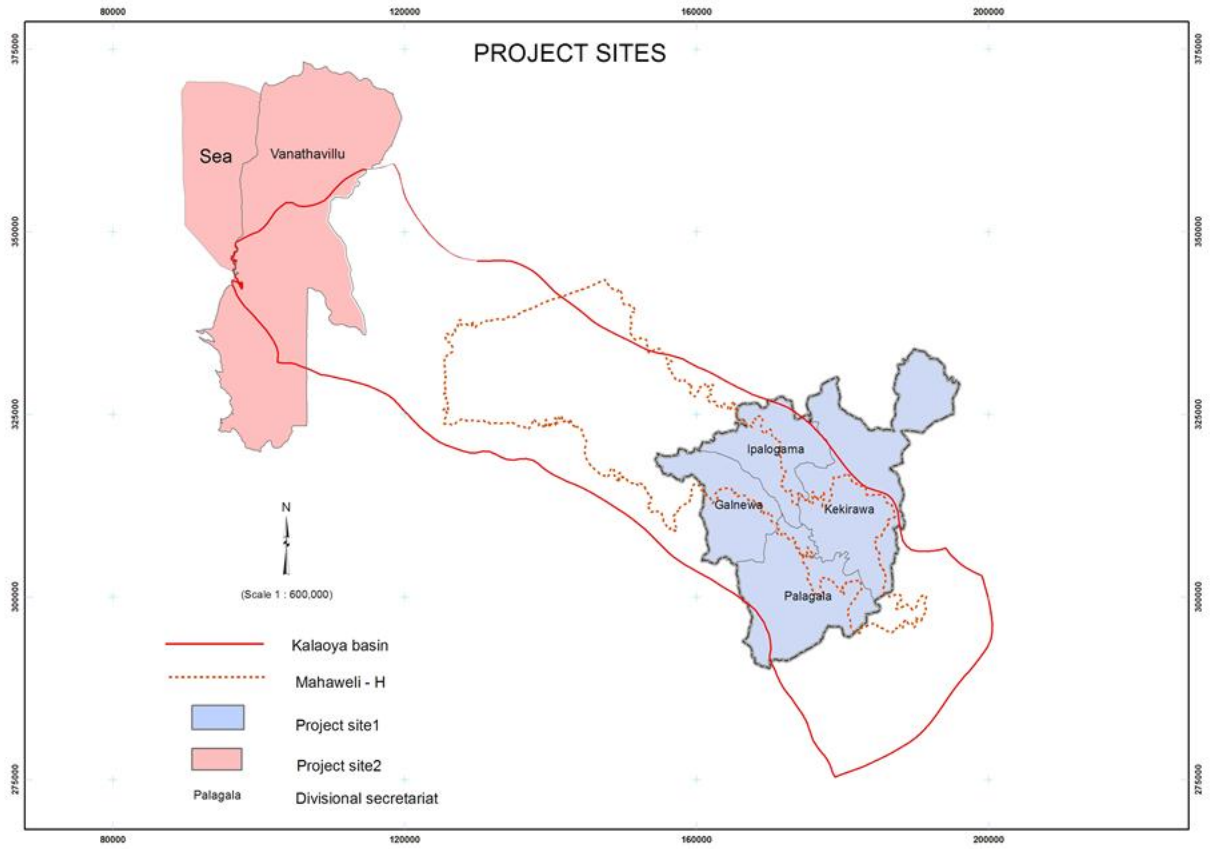 80000 120000 160000 200000
PROJECT SITES
375000 375000
Sea
Vanathavillu
350000 350000
325000 325000
Ipalogama
Galnewa
Kekirawa
N
(Scale 1 : 600,000)
Palagala
300000 300000
Kalaoya basin
Mahaweli - H
Project site1
Project site2
275000 275000
Palagala Divisional secretariat
80000 120000 160000 200000